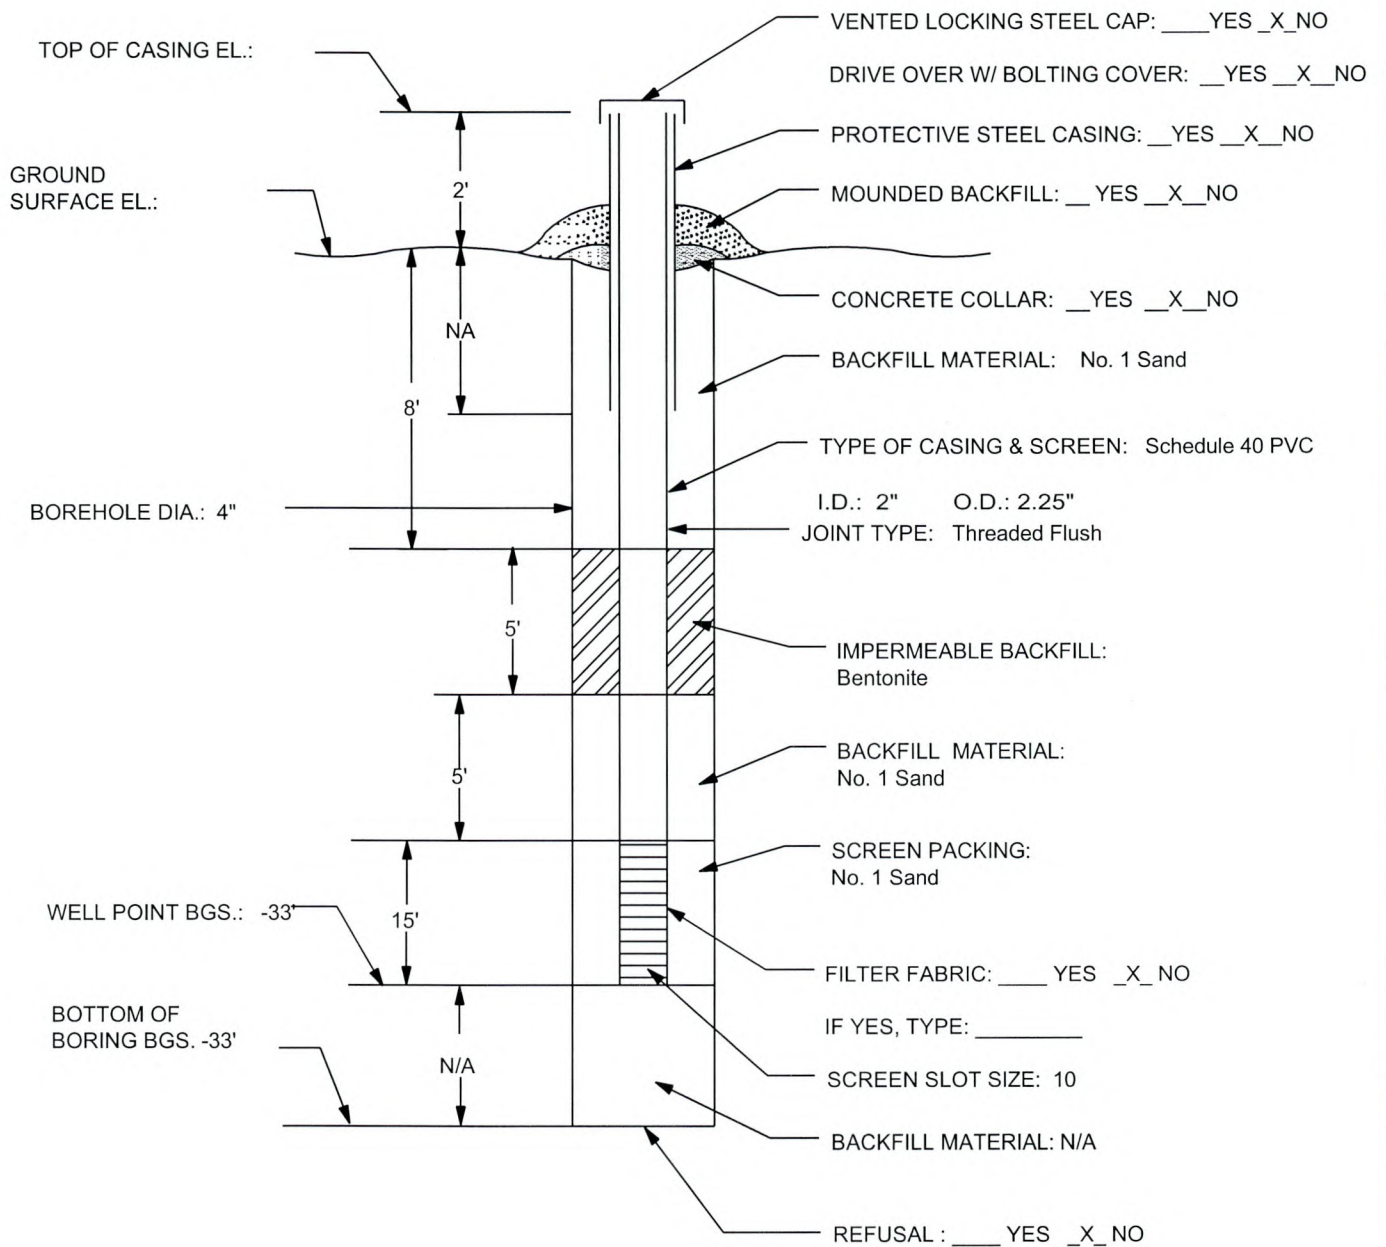 VENTED LOCKING STEEL CAP: ____YES _X_NO
TOP OF CASING EL.:
DRIVE OVER W/ BOLTING COVER: __YES __X__NO
PROTECTIVE STEEL CASING: __YES __X__NO
GROUND
SURFACE EL.:
2'
MOUNDED BACKFILL: __ YES __X__NO
CONCRETE COLLAR: __YES __X__NO
NA
BACKFILL MATERIAL: No. 1 Sand
8'
TYPE OF CASING & SCREEN: Schedule 40 PVC
I.D.: 2" O.D.: 2.25"
BOREHOLE DIA.: 4"
JOINT TYPE: Threaded Flush
5'
IMPERMEABLE BACKFILL:
Bentonite
5'
BACKFILL MATERIAL:
No. 1 Sand
SCREEN PACKING:
No. 1 Sand
WELL POINT BGS.: -33'
15'
FILTER FABRIC: ____ YES _X_ NO
BOTTOM OF
BORING BGS. -33'
IF YES, TYPE: _________
N/A
SCREEN SLOT SIZE: 10
BACKFILL MATERIAL: N/A
REFUSAL : ____ YES _X_ NO